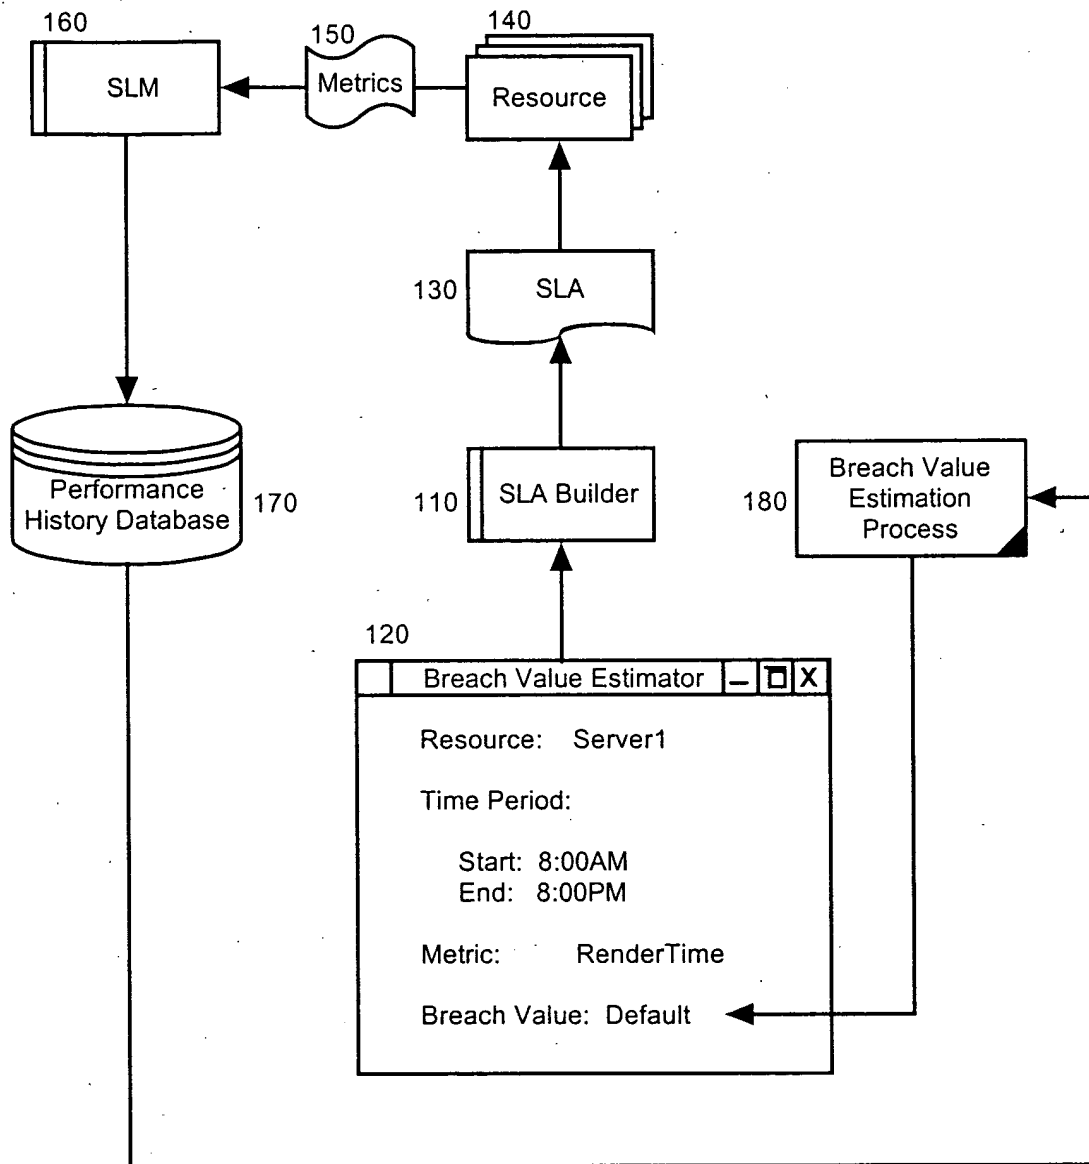 160
140
150
SLM
Metrics
Resource
130
SLA
Performance
History Database
170
110
SLA Builder
180
Breach Value
Estimation
Process
120
Breach Value Estimator
X
Resource: Server1
Time Period:
Start: 8:00AM
End: 8:00PM
Metric: RenderTime
Breach Value: Default